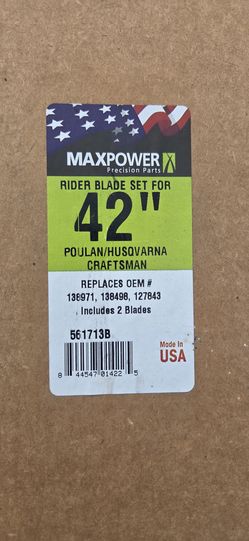 MAXPOWER
Precision Parts
RIDER BLADE SET FOR
42"
POULAN/HUSQVARNA
CRAFTSMAN
REPLACES OEM #
138971, 138498, 127843
Includes 2 Blades
561713B
Made In
USA
8 44547 01422 5